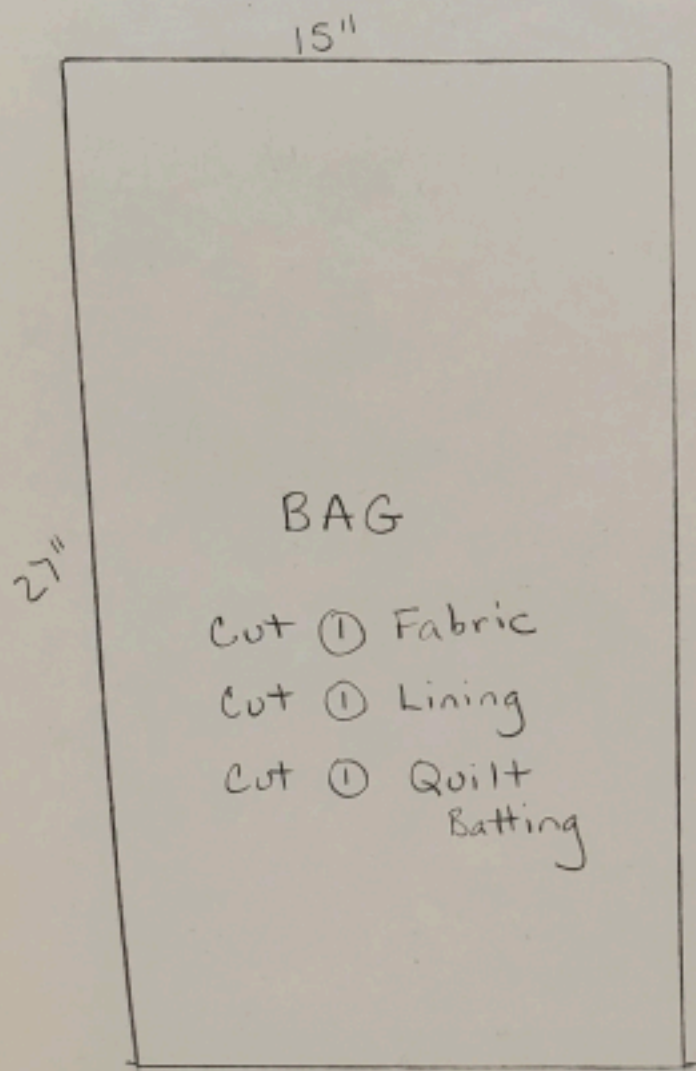 15"
BAG
27"
Cut ① Fabric
Cut ① Lining
Cut ① Quilt
Batting